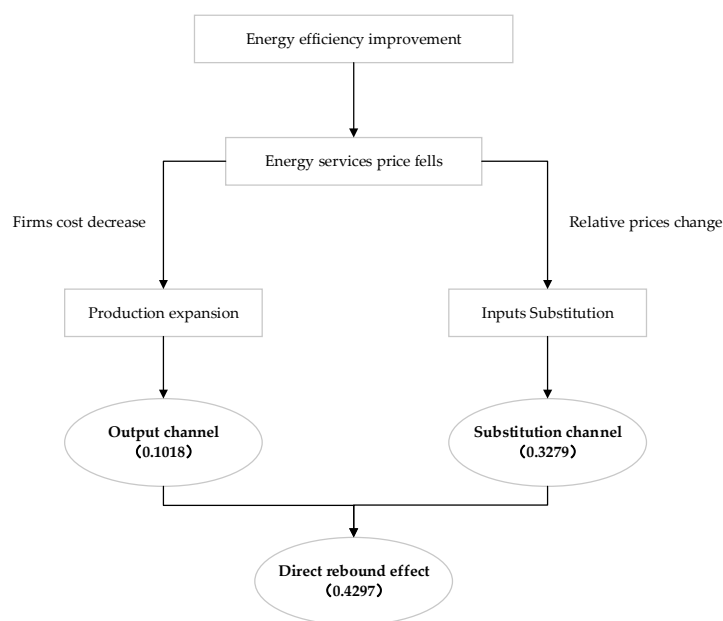 Energy efficiency improvement
Energy services price fells
Firms cost decrease
Relative prices change
Production expansion
Inputs Substitution
Output channel
（0.1018）
Substitution channel
（0.3279）
Direct rebound effect
（0.4297）